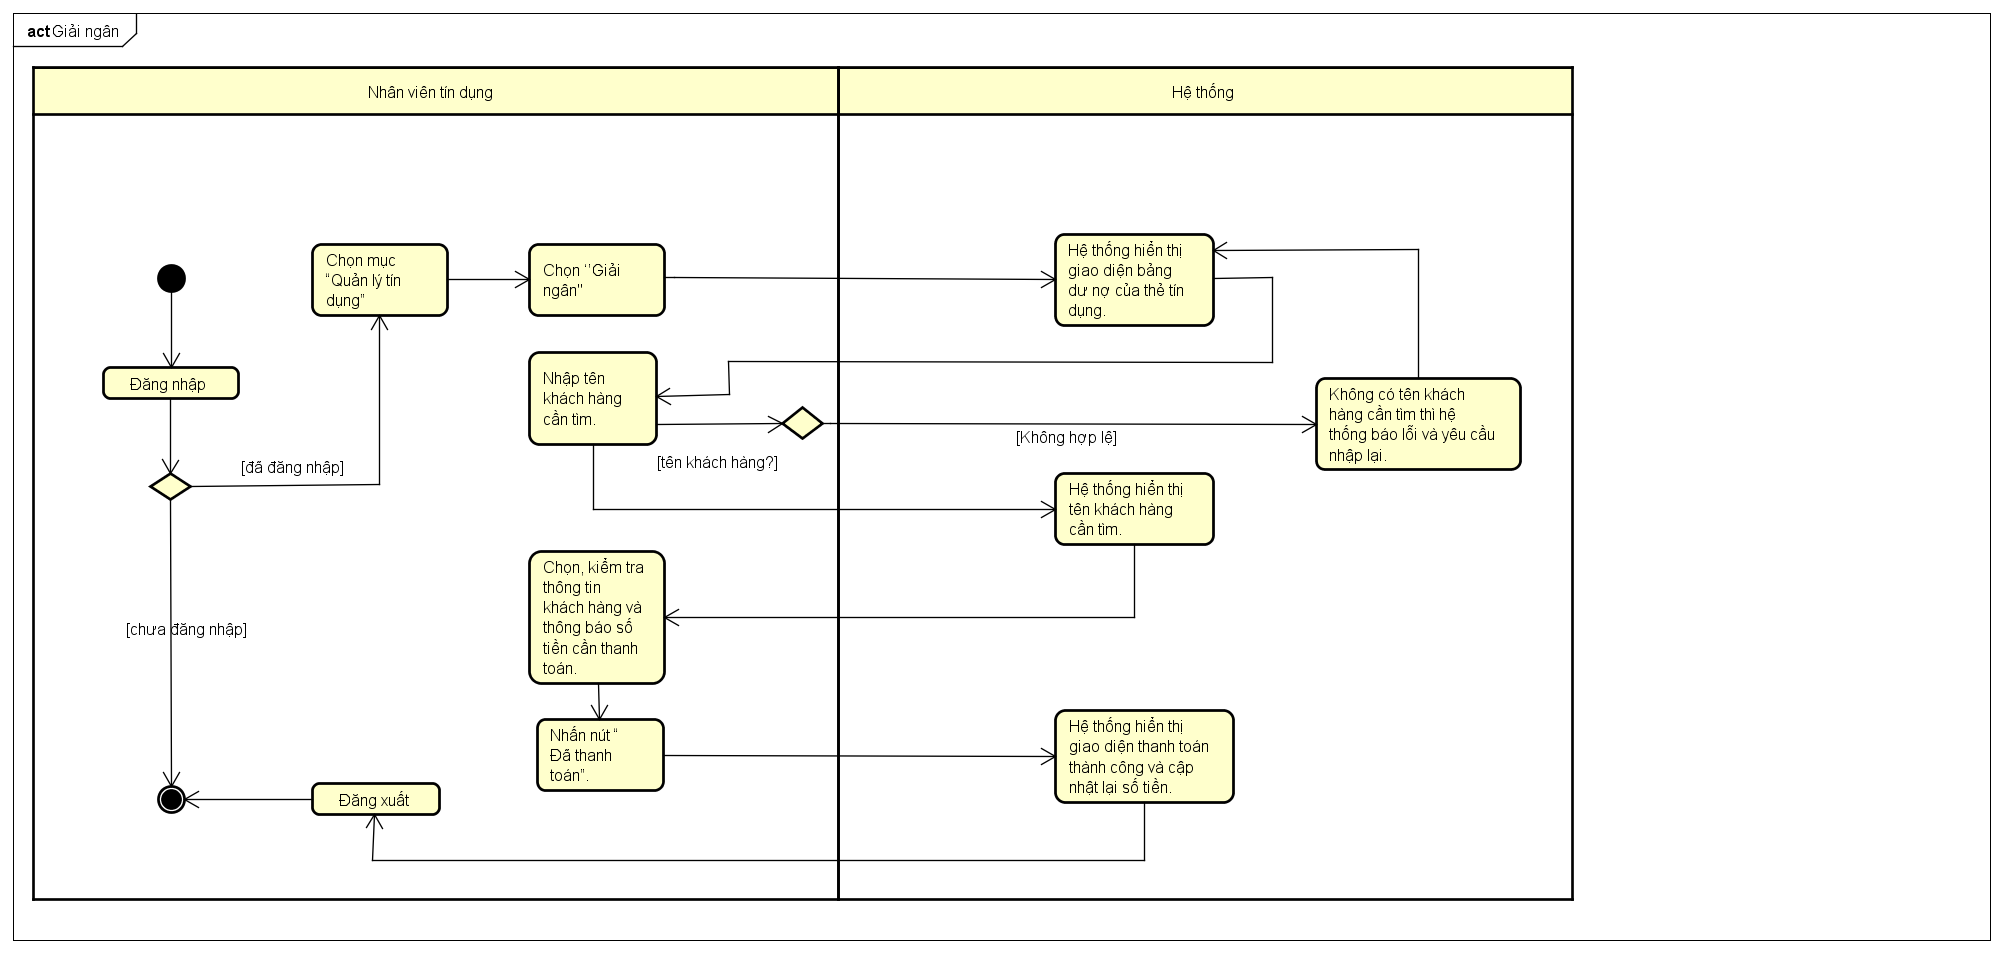 act Giải ngân
Nhân viên tín dụng
Hệ thống
Chọn mục
“Quản lý tín
dụng”
Chọn ‘’Giải
ngân"
Hệ thống hiển thị
giao diện bảng
dư nợ của thẻ tín
dụng.
Đăng nhập
Nhập tên
khách hàng
cần tìm.
Không có tên khách
hàng cần tìm thì hệ
thống báo lỗi và yêu cầu
nhập lại.
[Không hợp lệ]
[đã đăng nhập]
[tên khách hàng?]
Hệ thống hiển thị
tên khách hàng
cần tìm.
Chọn, kiểm tra
thông tin
khách hàng và
thông báo số
tiền cần thanh
toán.
[chưa đăng nhập]
Nhấn nút “
Đã thanh
toán”.
Hệ thống hiển thị
giao diện thanh toán
thành công và cập
nhật lại số tiền.
Đăng xuất